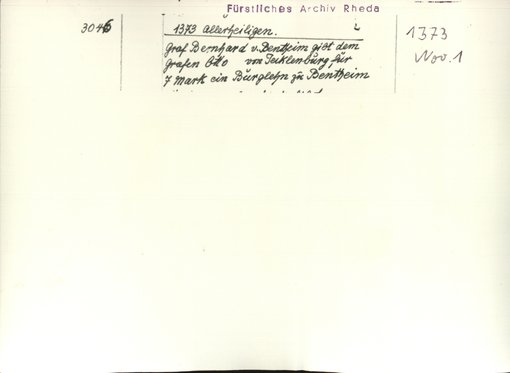 Fürstliches Archiv Rheda
3046
1373 Allerheiligen.
1373
Nov. 1
Graf Bernhard v. Bentheim gibt dem
Grafen Otto von Tecklenburg für
7 Mark ein Burglehn zu Bentheim